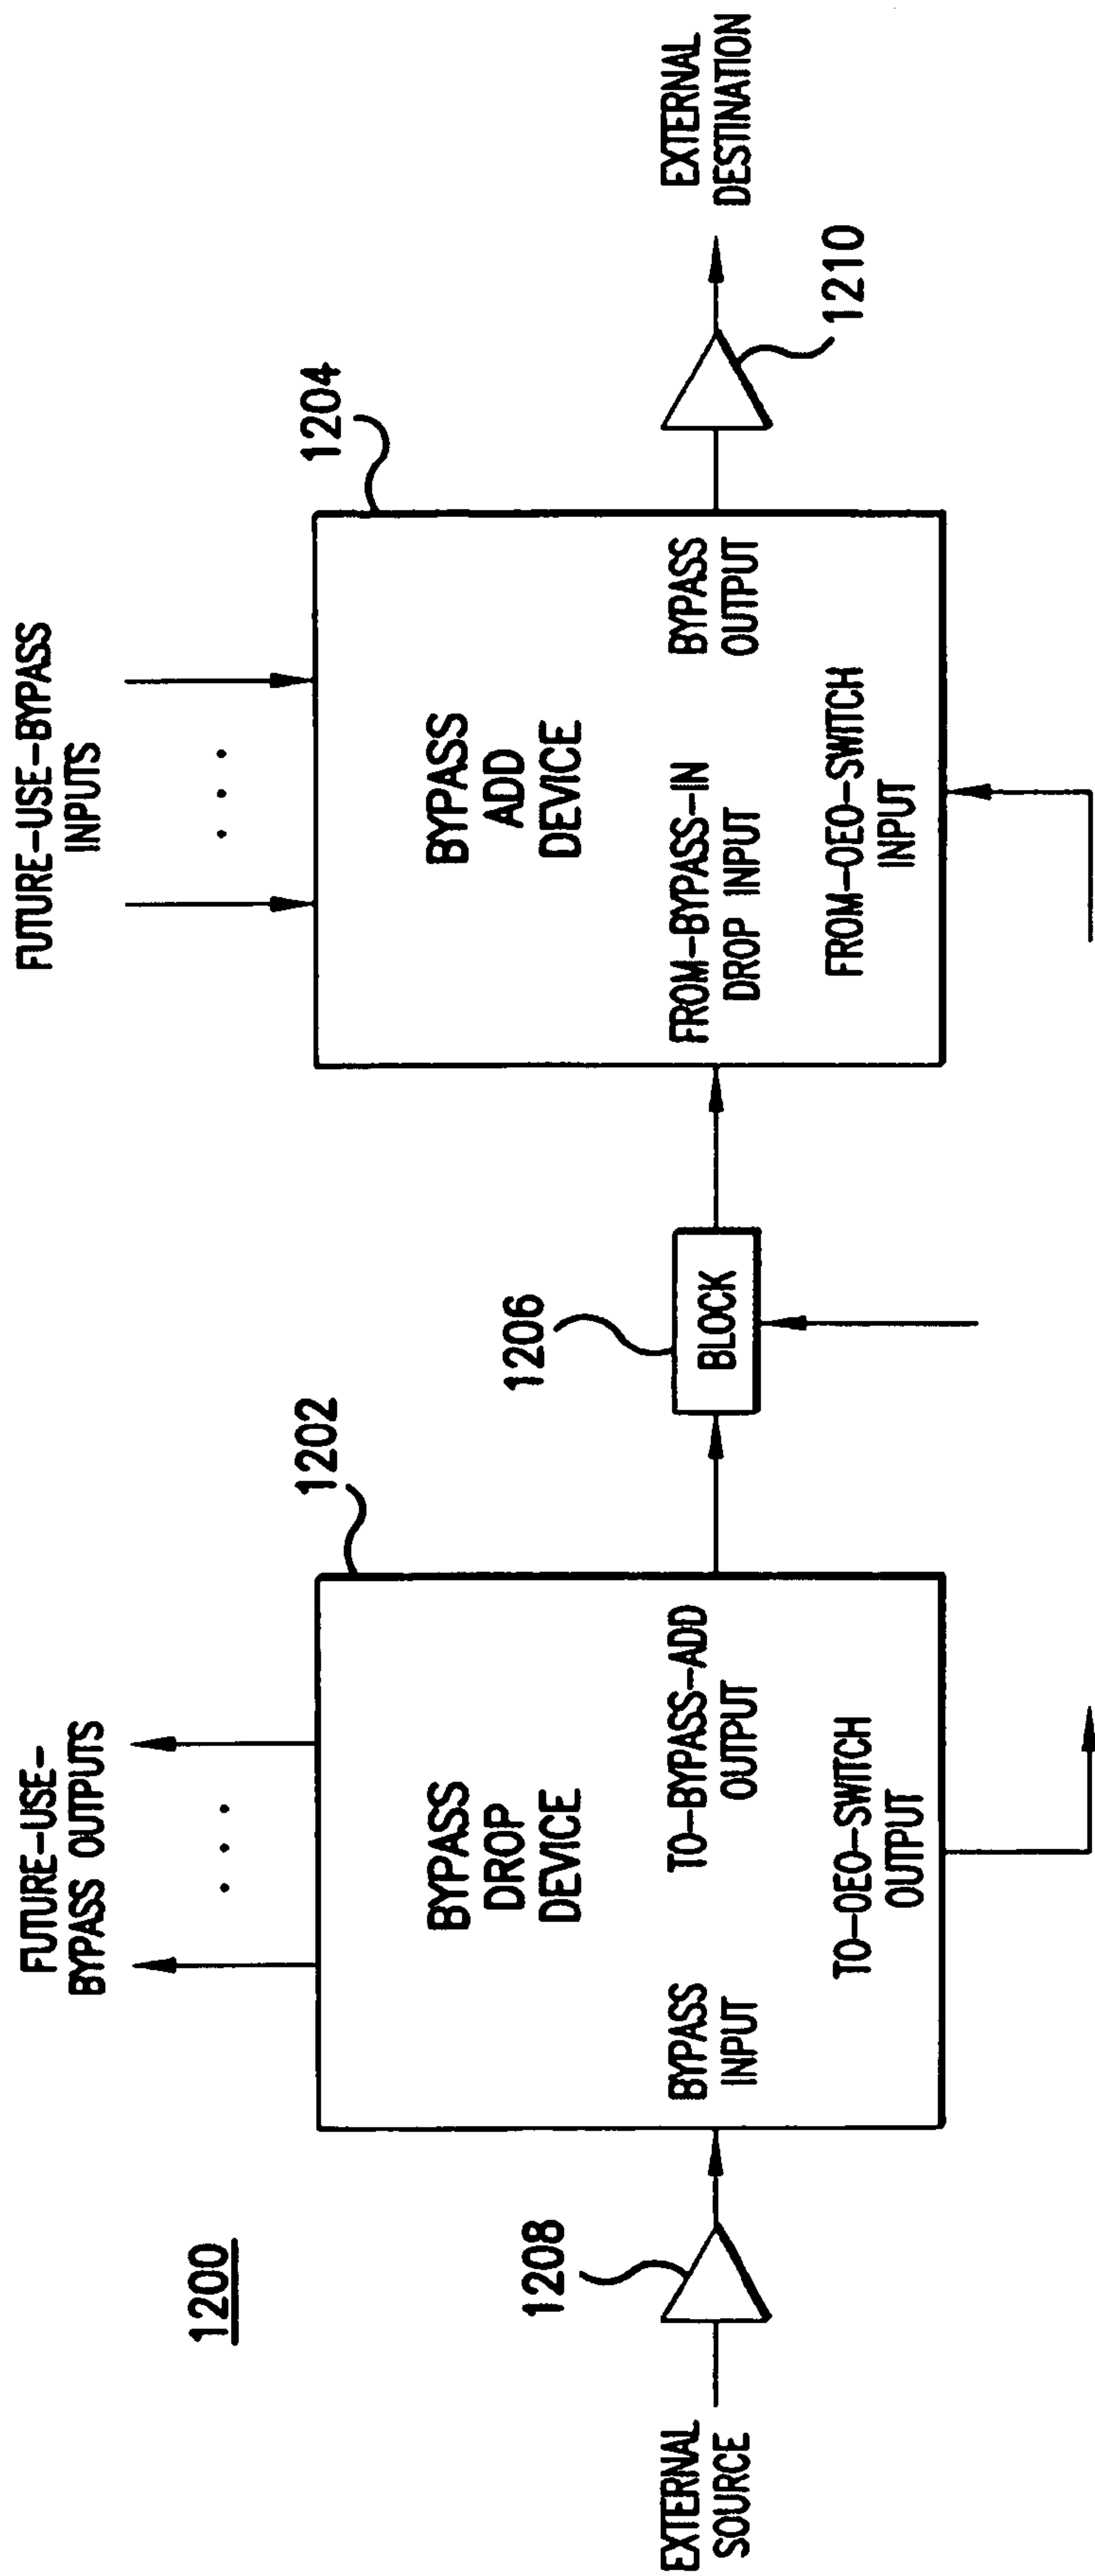 1200
FUTURE-USE-
BYPASS OUTPUTS
FUTURE-USE-BYPASS
INPUTS
1202
1204
BYPASS
DROP
DEVICE
BYPASS
ADD
DEVICE
1206
1208
EXTERNAL
SOURCE
BYPASS
INPUT
TO-BYPASS-ADD
OUTPUT
TO-OEO-SWITCH
OUTPUT
BLOCK
FROM-BYPASS-IN
DROP INPUT
BYPASS
OUTPUT
FROM-OEO-SWITCH
INPUT
1210
EXTERNAL
DESTINATION